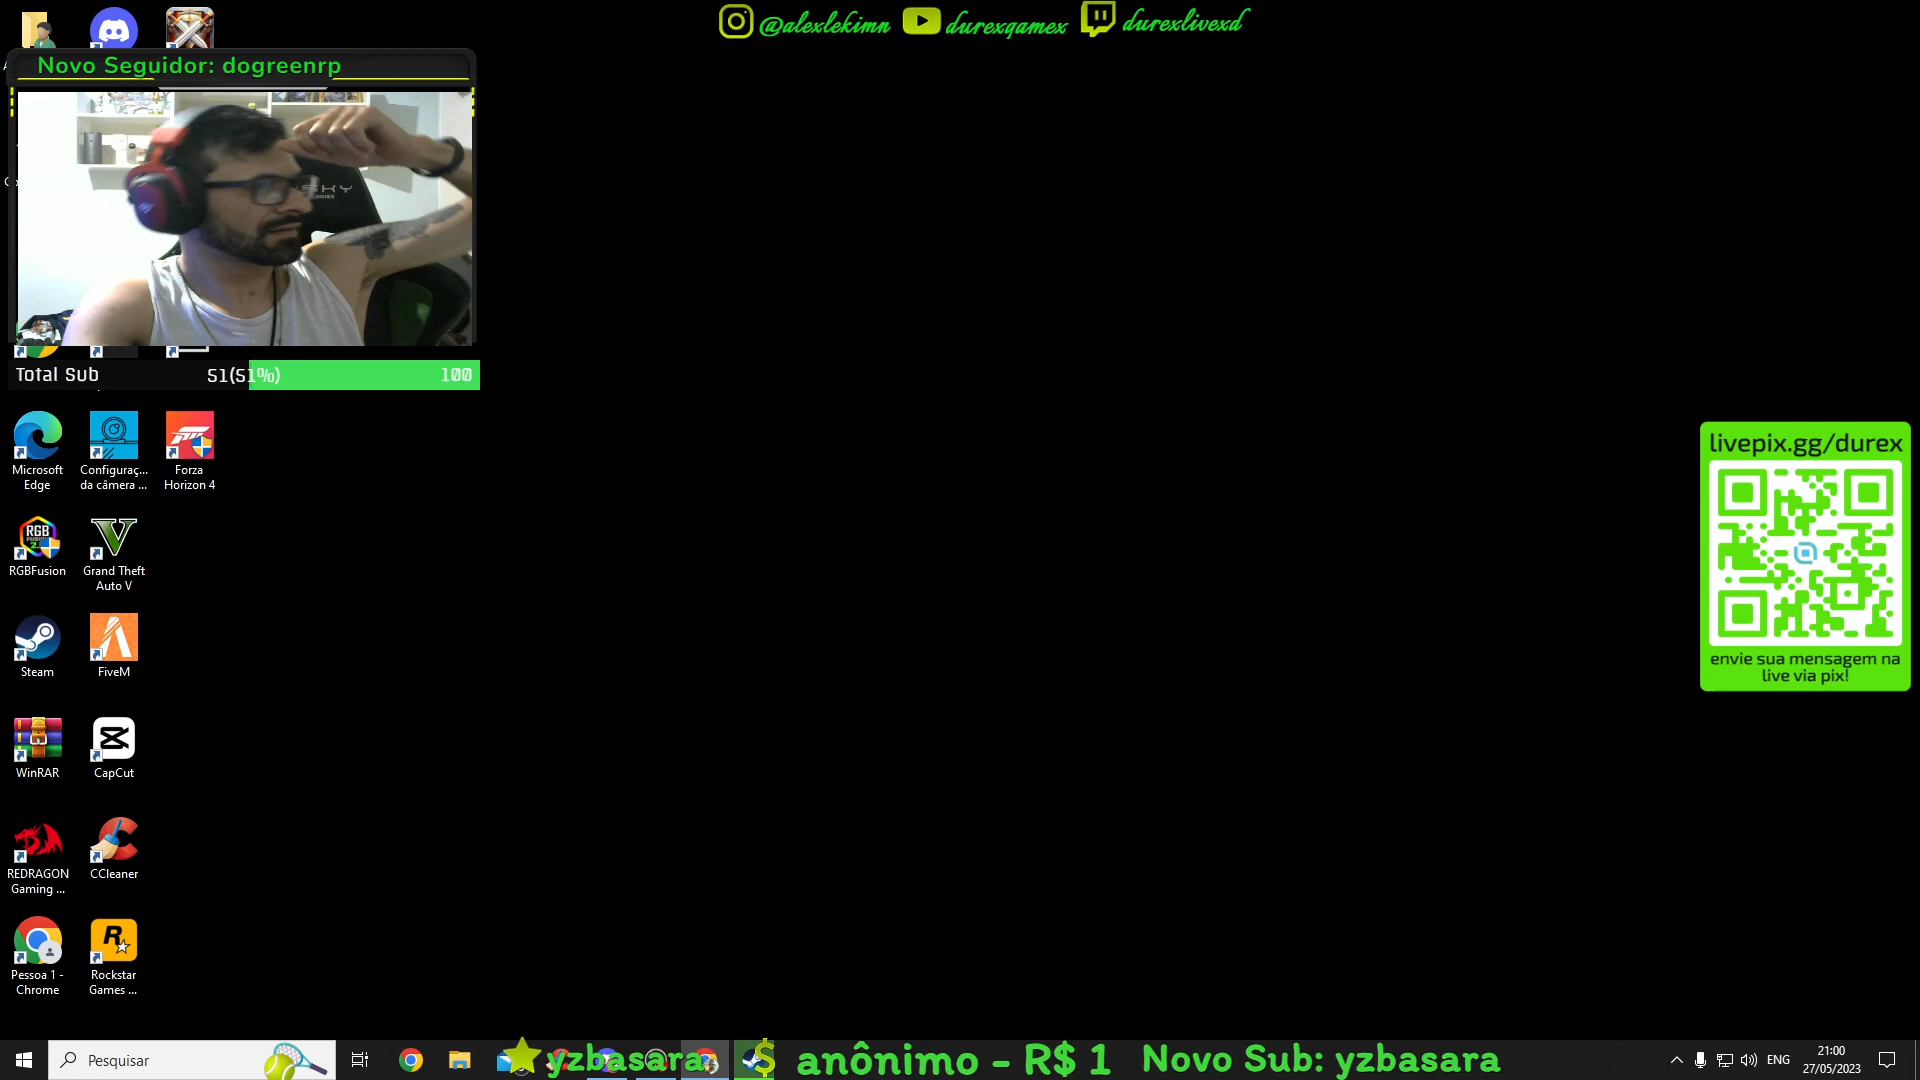 @alexlekimn durexgamex durexlivexd
Novo Seguidor: dogreenrp
Total Sub 51(51%) 100
Microsoft Edge
Configuraç... da câmera ...
Forza Horizon 4
livepix.gg/durex
envie sua mensagem na
live via pix!
RGBFusion
Grand Theft Auto V
Steam
FiveM
WinRAR
CapCut
REDRAGON Gaming ...
CCleaner
Pessoa 1 - Chrome
Rockstar Games ...
Pesquisar
yzbasara
anônimo - R$ 1
Novo Sub: yzbasara
ENG
21:00
27/05/2023